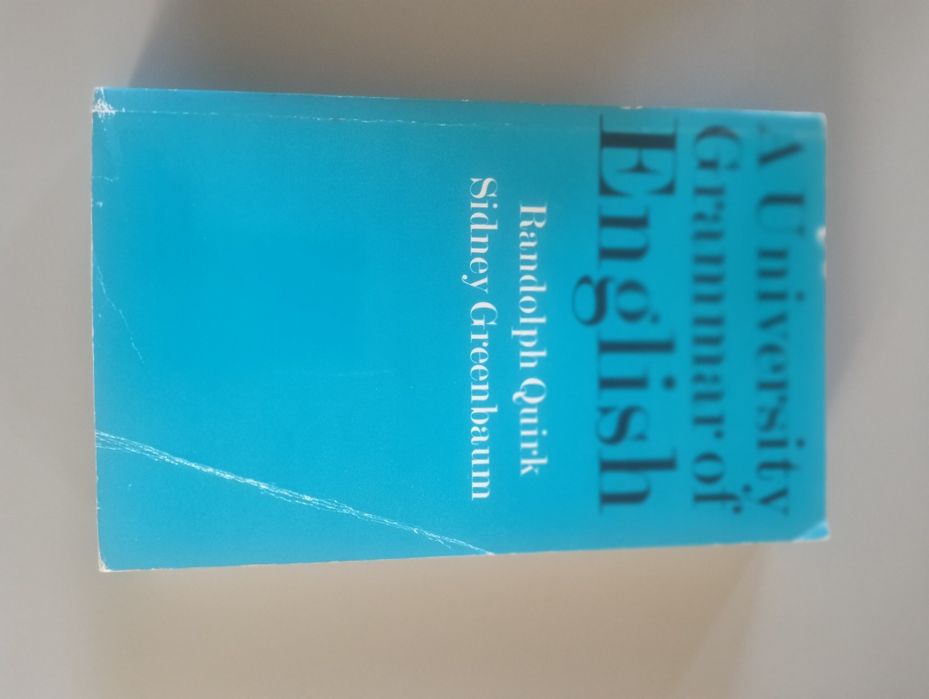 A University
Grammar of
English
Randolph Quirk
Sidney Greenbaum